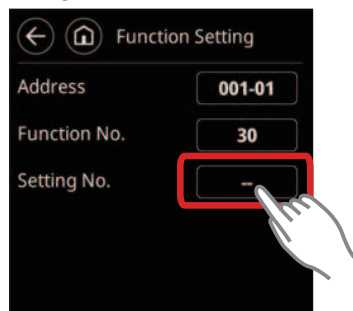 Function Setting
Address 001-01
Function No. 30
Setting No. --